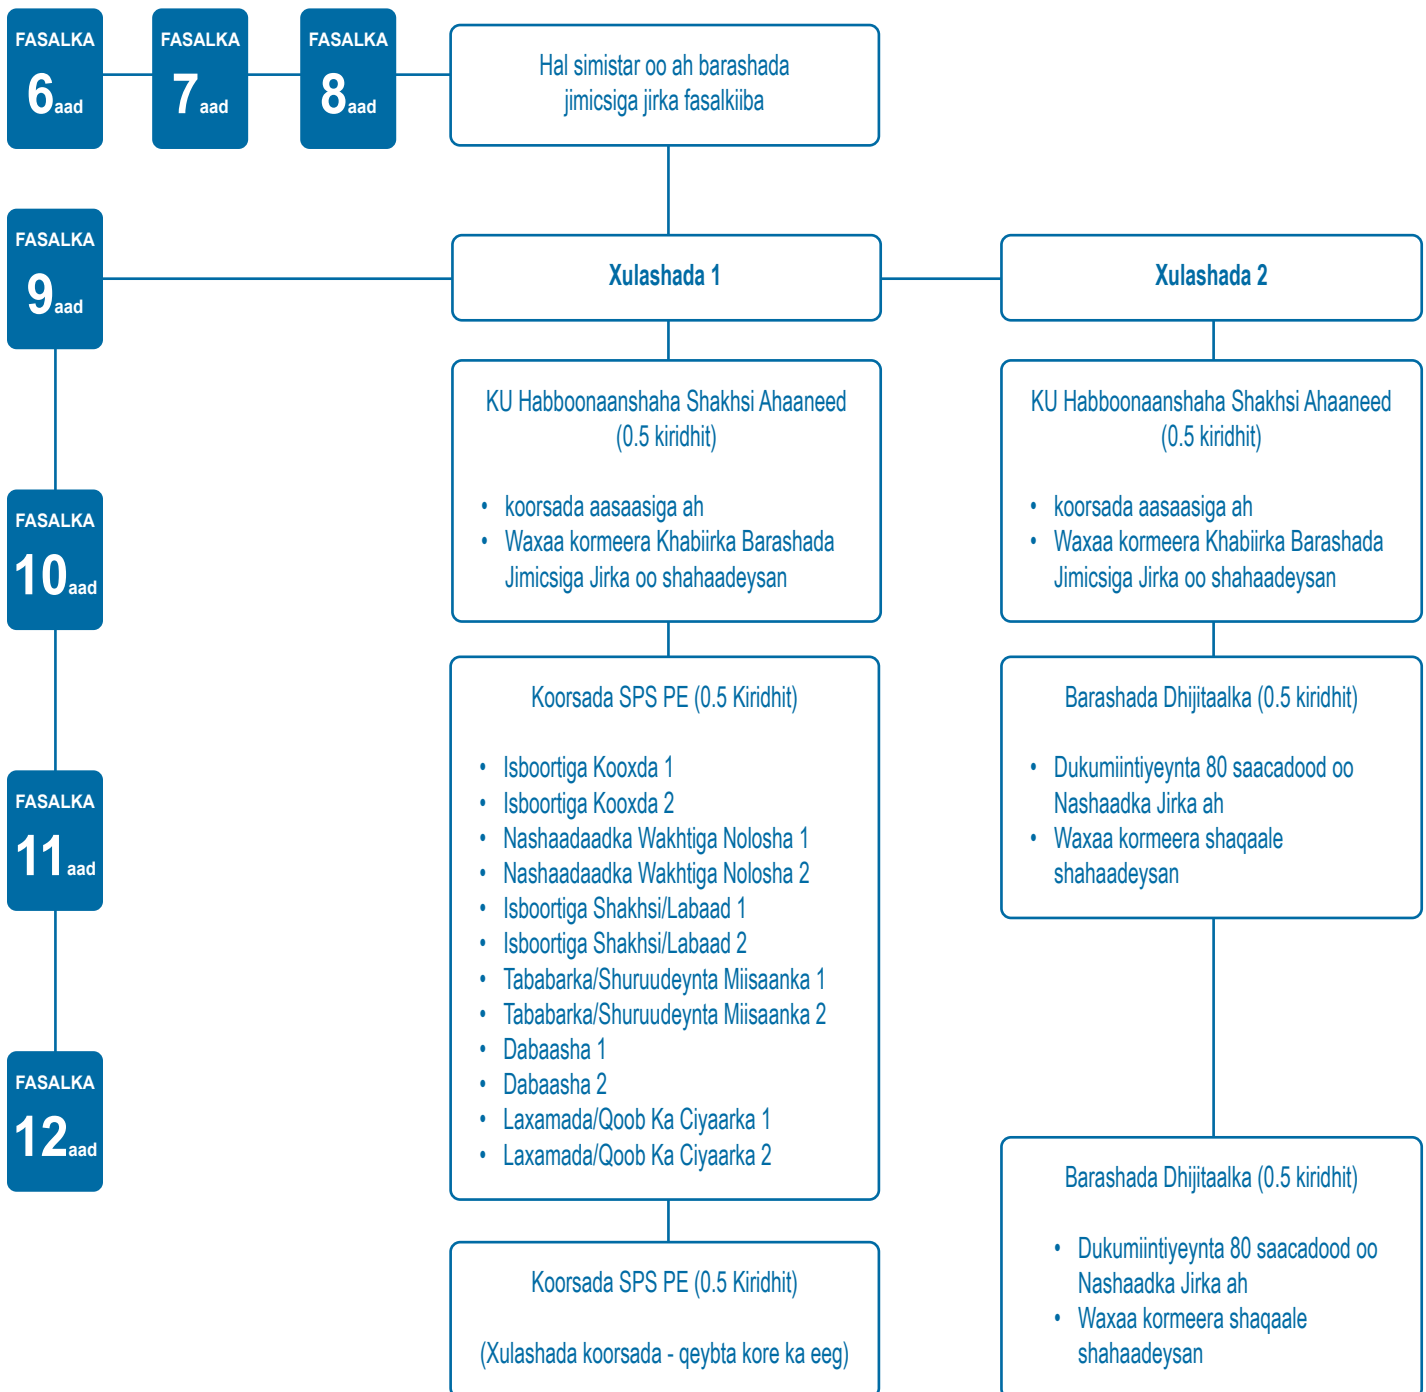 FASALKA
6aad
FASALKA
7aad
FASALKA
8aad
Hal simistar oo ah barashada
jimicsiga jirka fasalkiiba
FASALKA
9aad
Xulashada 1
Xulashada 2
KU Habboonaanshaha Shakhsi Ahaaneed
(0.5 kiridhit)
• koorsada aasaasiga ah
• Waxaa kormeera Khabiirka Barashada
Jimicsiga Jirka oo shahaadeysan
KU Habboonaanshaha Shakhsi Ahaaneed
(0.5 kiridhit)
• koorsada aasaasiga ah
• Waxaa kormeera Khabiirka Barashada
Jimicsiga Jirka oo shahaadeysan
FASALKA
10aad
Koorsada SPS PE (0.5 Kiridhit)
• Isboortiga Kooxda 1
• Isboortiga Kooxda 2
• Nashaadaadka Wakhtiga Nolosha 1
• Nashaadaadka Wakhtiga Nolosha 2
• Isboortiga Shakhsi/Labaad 1
• Isboortiga Shakhsi/Labaad 2
• Tababarka/Shuruudeynta Miisaanka 1
• Tababarka/Shuruudeynta Miisaanka 2
• Dabaasha 1
• Dabaasha 2
• Laxamada/Qoob Ka Ciyaarka 1
• Laxamada/Qoob Ka Ciyaarka 2
Barashada Dhijitaalka (0.5 kiridhit)
• Dukumiintiyeynta 80 saacadood oo
Nashaadka Jirka ah
• Waxaa kormeera shaqaale
shahaadeysan
FASALKA
11aad
FASALKA
12aad
Koorsada SPS PE (0.5 Kiridhit)
(Xulashada koorsada - qeybta kore ka eeg)
Barashada Dhijitaalka (0.5 kiridhit)
• Dukumiintiyeynta 80 saacadood oo
Nashaadka Jirka ah
• Waxaa kormeera shaqaale
shahaadeysan